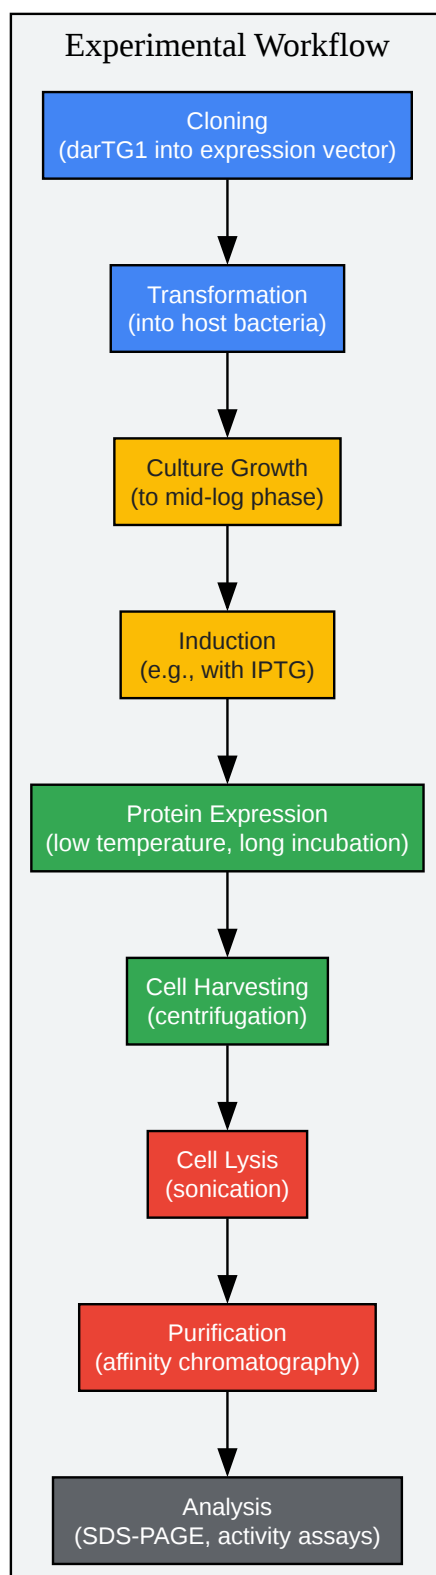 Experimental Workflow
Cloning
(darTG1 into expression vector)
Transformation
(into host bacteria)
Culture Growth
(to mid-log phase)
Induction
(e.g., with IPTG)
Protein Expression
(low temperature, long incubation)
Cell Harvesting
(centrifugation)
Cell Lysis
(sonication)
Purification
(affinity chromatography)
Analysis
(SDS-PAGE, activity assays)